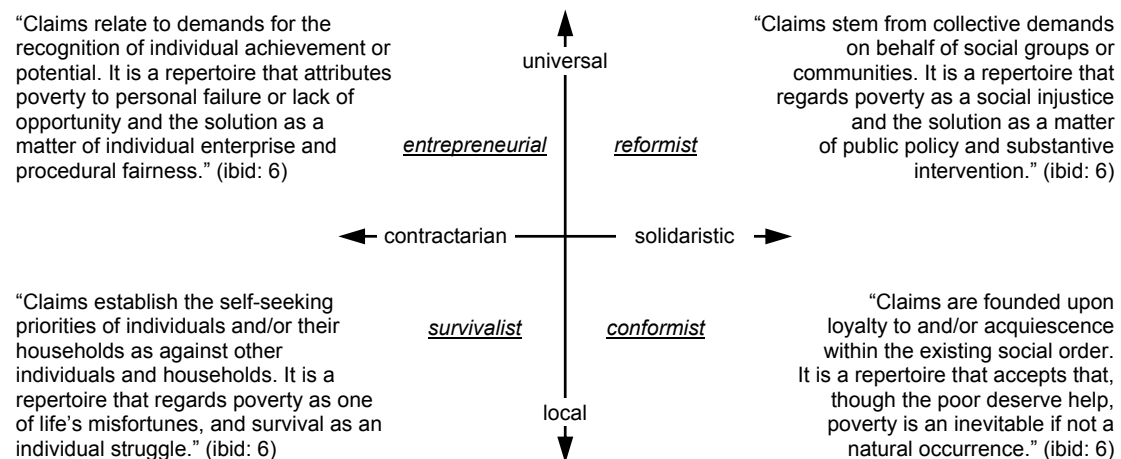 “Claims relate to demands for the
recognition of individual achievement or
potential. It is a repertoire that attributes
poverty to personal failure or lack of
opportunity and the solution as a
matter of individual enterprise and
procedural fairness.” (ibid: 6)
universal
“Claims stem from collective demands
on behalf of social groups or
communities. It is a repertoire that
regards poverty as a social injustice
and the solution as a matter
of public policy and substantive
intervention.” (ibid: 6)
entrepreneurial
reformist
contractarian
solidaristic
“Claims establish the self-seeking
priorities of individuals and/or their
households as against other
individuals and households. It is a
repertoire that regards poverty as one
of life’s misfortunes, and survival as an
individual struggle.” (ibid: 6)
survivalist
conformist
“Claims are founded upon
loyalty to and/or acquiescence
within the existing social order.
It is a repertoire that accepts that,
though the poor deserve help,
poverty is an inevitable if not a
natural occurrence.” (ibid: 6)
local